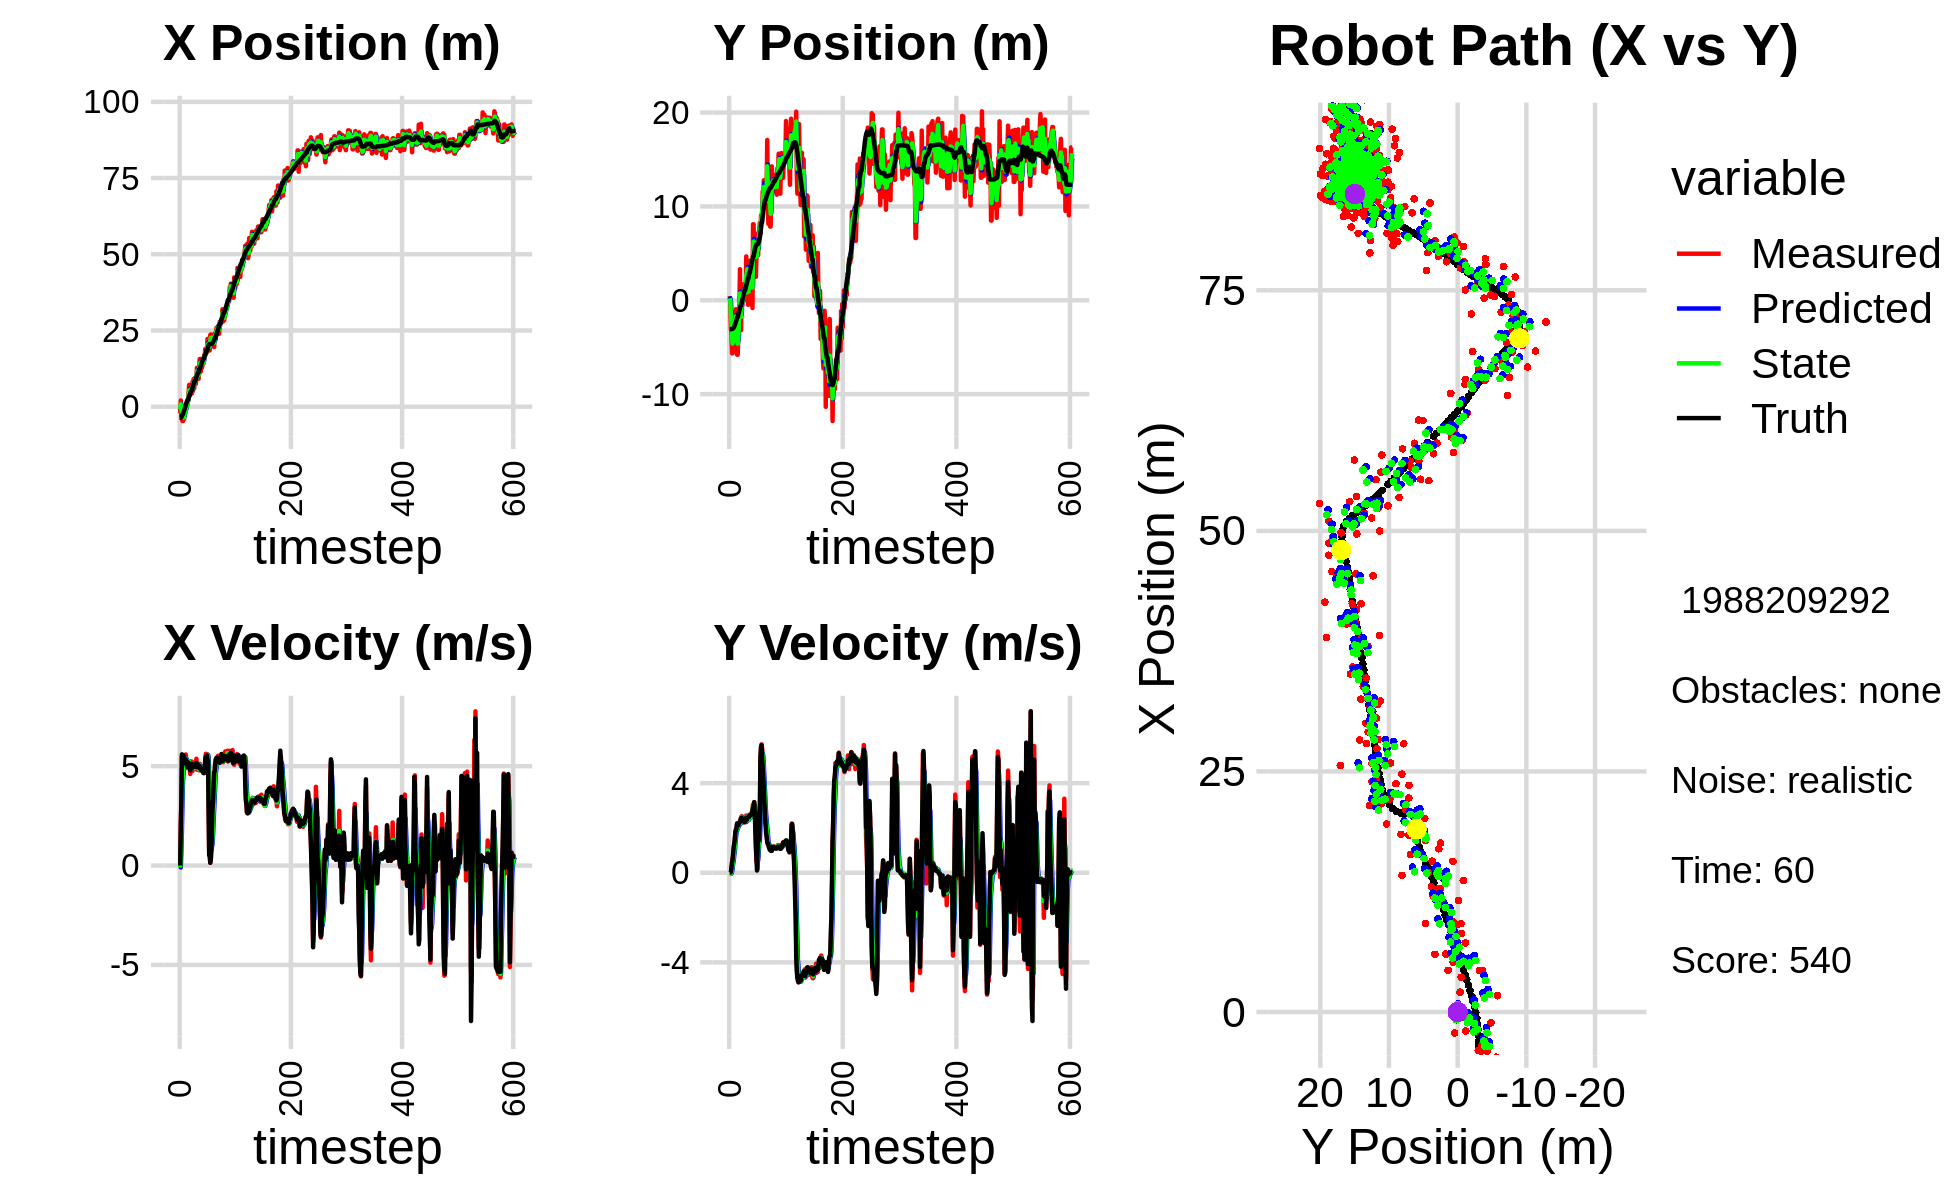 X Position (m)
100
75
50
25
0
0
200
400
600
timestep
Y Position (m)
20
10
0
-10
0
200
400
600
timestep
X Velocity (m/s)
5
0
-5
0
200
400
600
timestep
Y Velocity (m/s)
4
0
-4
0
200
400
600
timestep
Robot Path (X vs Y)
X Position (m)
75
50
25
0
20 10 0 -10 -20
Y Position (m)
variable
Measured
Predicted
State
Truth
1988209292
Obstacles: none
Noise: realistic
Time: 60
Score: 540